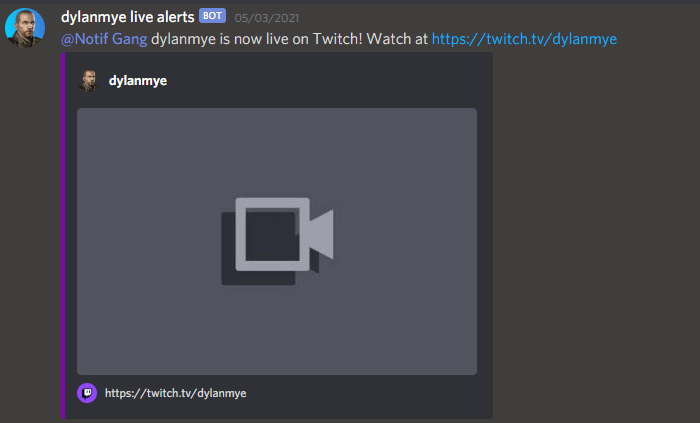 dylanmye live alerts BOT 05/03/2021
@Notif Gang dylanmye is now live on Twitch! Watch at https://twitch.tv/dylanmye
dylanmye
https://twitch.tv/dylanmye